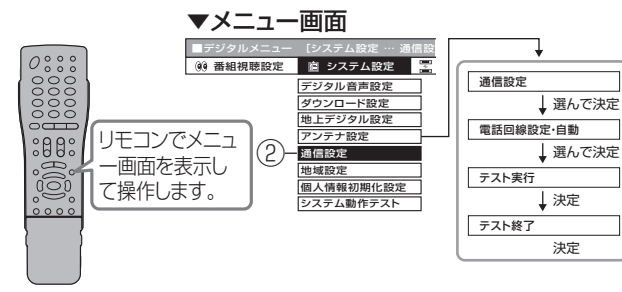 ▼メニュー画面
■デジタルメニュー [システム設定 … 通信設
番組視聴設定 システム設定
デジタル音声設定
ダウンロード設定
地上デジタル設定
アンテナ設定
② 通信設定
地域設定
個人情報初期化設定
システム動作テスト
リモコンでメニュ
ー画面を表示し
て操作します。
通信設定
選んで決定
電話回線設定・自動
選んで決定
テスト実行
決定
テスト終了
決定